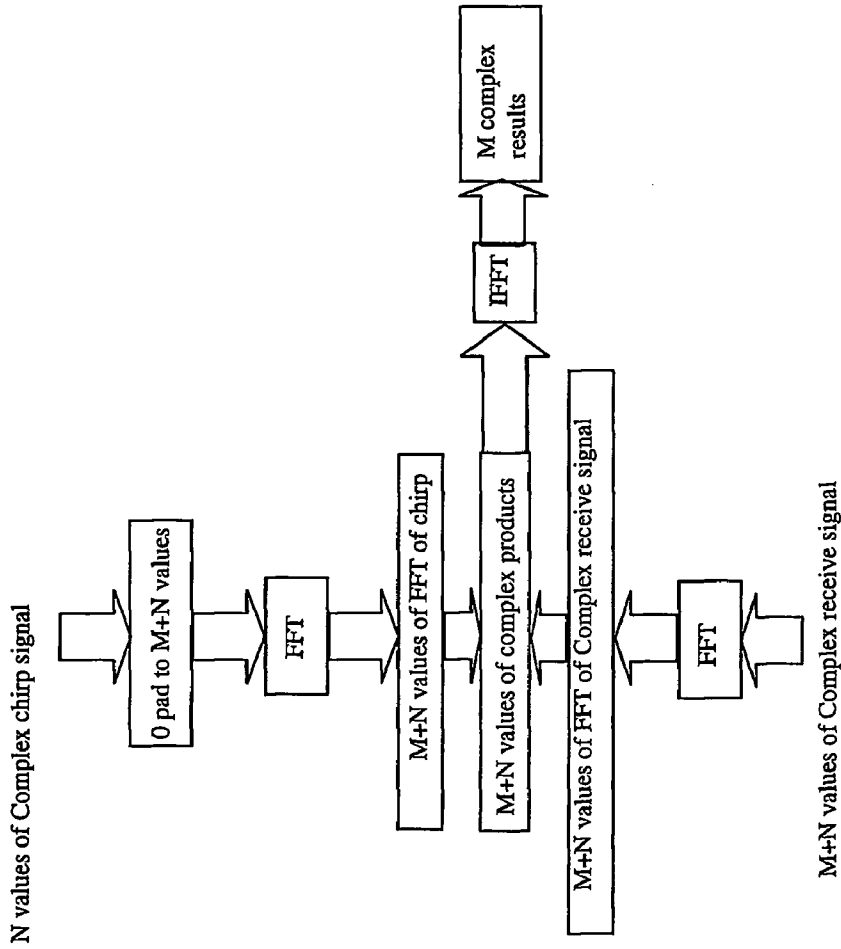 N values of Complex chirp signal
0 pad to M+N values
FFT
M+N values of FFT of chirp
M+N values of complex products
IFFT
M complex
results
M+N values of FFT of Complex receive signal
FFT
M+N values of Complex receive signal